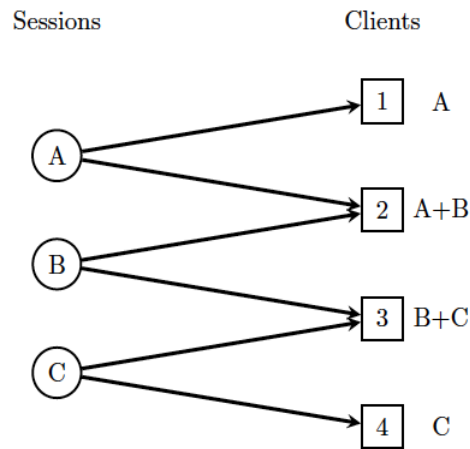 Sessions Clients
1 A
A
2 A+B
B
3 B+C
C
4 C